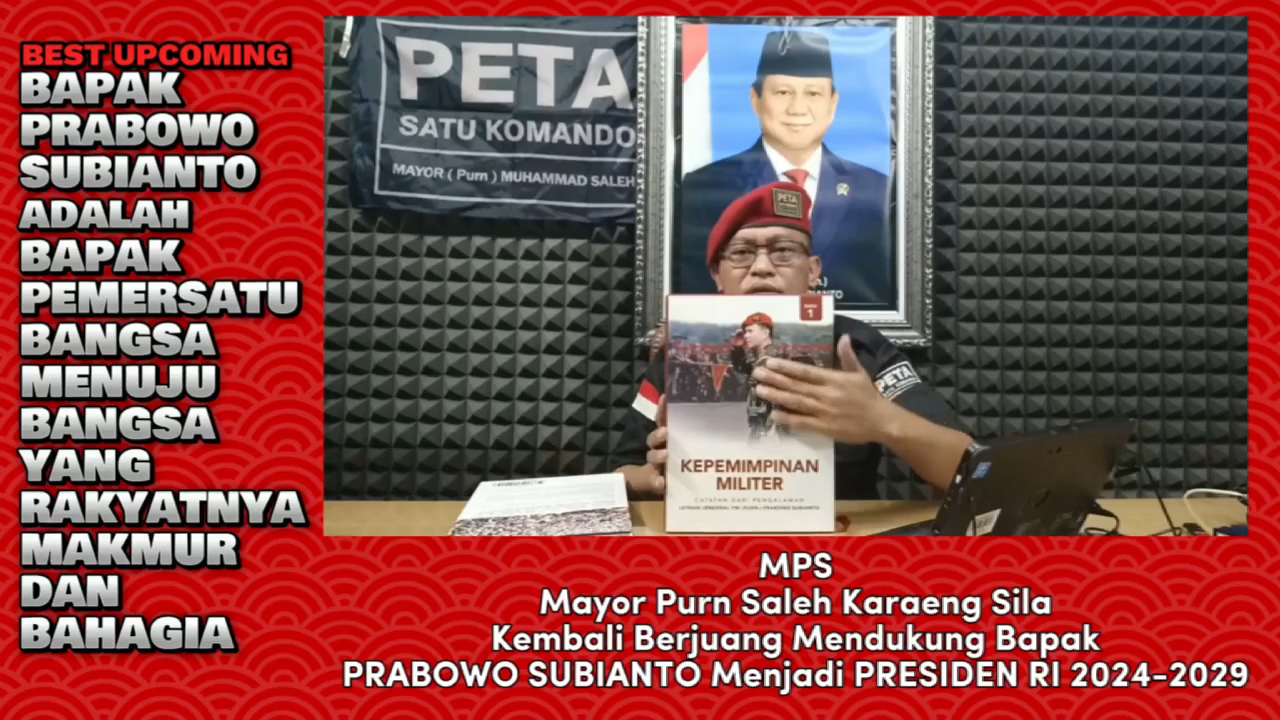 BEST UPCOMING
BAPAK
PRABOWO
SUBIANTO
ADALAH
BAPAK
PEMERSATU
BANGSA
MENUJU
BANGSA
YANG
RAKYATNYA
MAKMUR
DAN
BAHAGIA
PETA
SATU KOMANDO
MAYOR ( Purn ) MUHAMMAD SALEH
PETA
PETA
SATU KOMANDO
1
KEPEMIMPINAN
MILITER
CATATAN DARI PENGALAMAN
LETNAN JENDERAL TNI (PURN.) PRABOWO SUBIANTO
MPS
Mayor Purn Saleh Karaeng Sila
Kembali Berjuang Mendukung Bapak
PRABOWO SUBIANTO Menjadi PRESIDEN RI 2024-2029